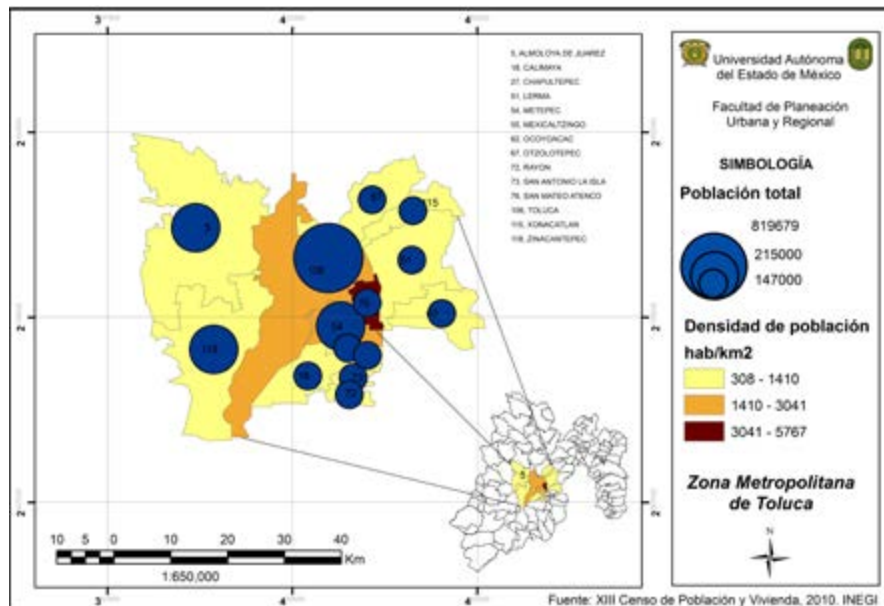 5, ALMOLOYA DE JUAREZ
18, CALIMAYA
27, CHAPULTEPEC
51, LERMA
54, METEPEC
55, MEXICALTZINGO
62, OCOYOACAC
67, OTZOLOTEPEC
72, RAYON
73, SAN ANTONIO LA ISLA
76, SAN MATEO ATENCO
106, TOLUCA
115, XONACATLAN
118, ZINACANTEPEC
5
115
106
54
118
5
10 5 0 10 20 30 40
Km
1:650,000
Universidad Autónoma
del Estado de México
Facultad de Planeación
Urbana y Regional
SIMBOLOGÍA
Población total
819679
215000
147000
Densidad de población
hab/km2
308 - 1410
1410 - 3041
3041 - 5767
Zona Metropolitana
de Toluca
N
Fuente: XIII Censo de Población y Vivienda, 2010. INEGI